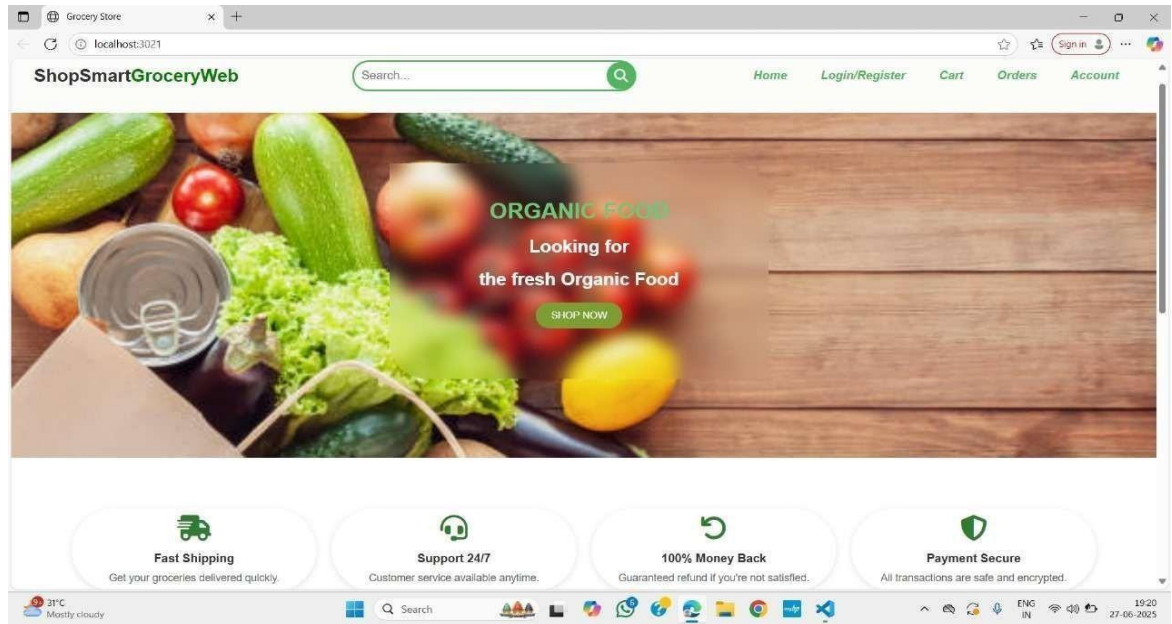 Grocery Store
localhost:3021
Sign in
ShopSmartGroceryWeb
Search...
Home Login/Register Cart Orders Account
ORGANIC FOOD
Looking for
the fresh Organic Food
SHOP NOW
Fast Shipping
Get your groceries delivered quickly.
Support 24/7
Customer service available anytime.
100% Money Back
Guaranteed refund if you're not satisfied.
Payment Secure
All transactions are safe and encrypted.
31°C
Mostly cloudy
Search
ENG
IN
19:20
27-06-2025